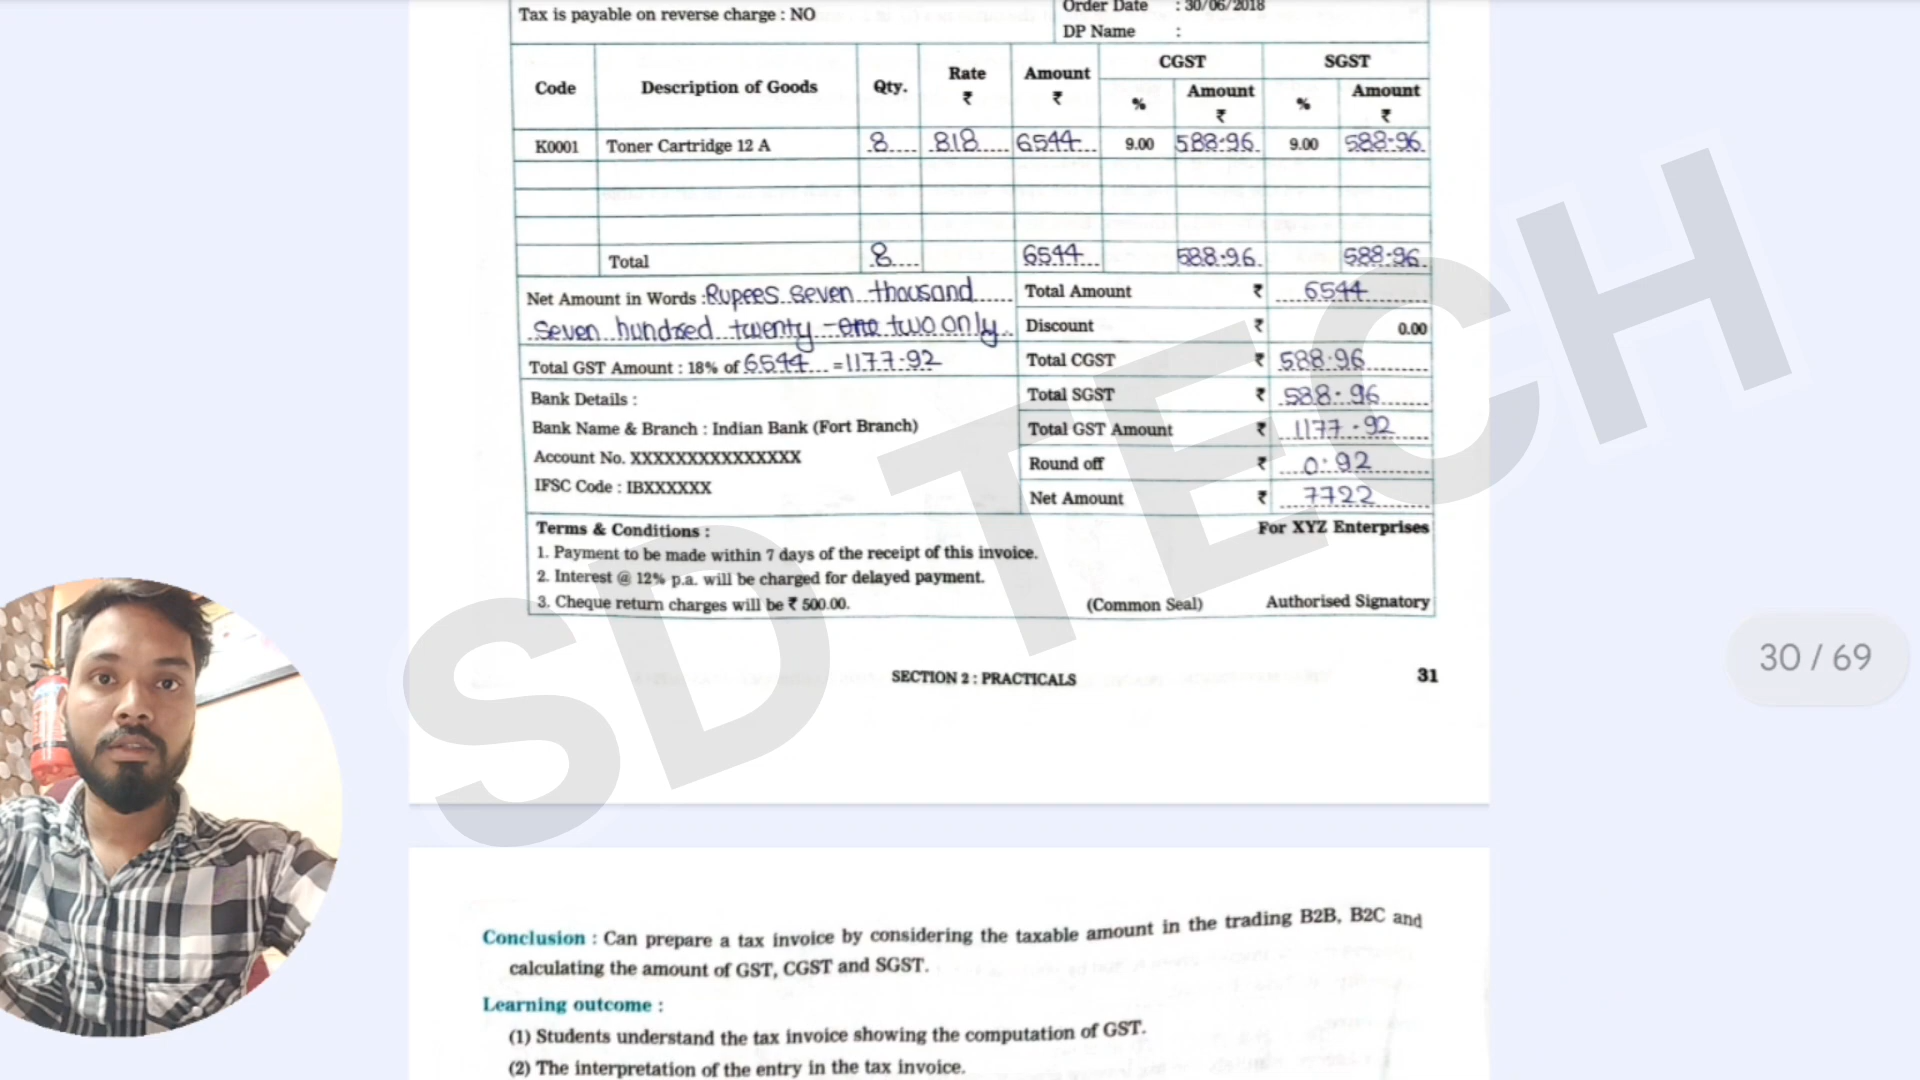 Tax is payable on reverse charge : NO
Order Date : 30/06/2018
DP Name :
Code Description of Goods Qty. Rate ₹ Amount ₹ CGST % Amount ₹ SGST % Amount ₹
K0001 Toner Cartridge 12 A 8 818 6544 9.00 588.96 9.00 588.96
Total 8 6544 588.96 588.96
Net Amount in Words : Rupees seven thousand
seven hundred twenty one two only
Total GST Amount : 18% of 6544 = 1177.92
Total Amount ₹ 6544
Discount ₹ 0.00
Total CGST ₹ 588.96
Total SGST ₹ 588.96
Total GST Amount ₹ 1177.92
Round off ₹ 0.92
Net Amount ₹ 7722
Bank Details :
Bank Name & Branch : Indian Bank (Fort Branch)
Account No. XXXXXXXXXXXXXXX
IFSC Code : IBXXXXXX
Terms & Conditions :
1. Payment to be made within 7 days of the receipt of this invoice.
2. Interest @ 12% p.a. will be charged for delayed payment.
3. Cheque return charges will be ₹ 500.00.
For XYZ Enterprises
(Common Seal) Authorised Signatory
SECTION 2 : PRACTICALS 31
SD TECH
30 / 69
Conclusion : Can prepare a tax invoice by considering the taxable amount in the trading B2B, B2C and
calculating the amount of GST, CGST and SGST.
Learning outcome :
(1) Students understand the tax invoice showing the computation of GST.
(2) The interpretation of the entry in the tax invoice.